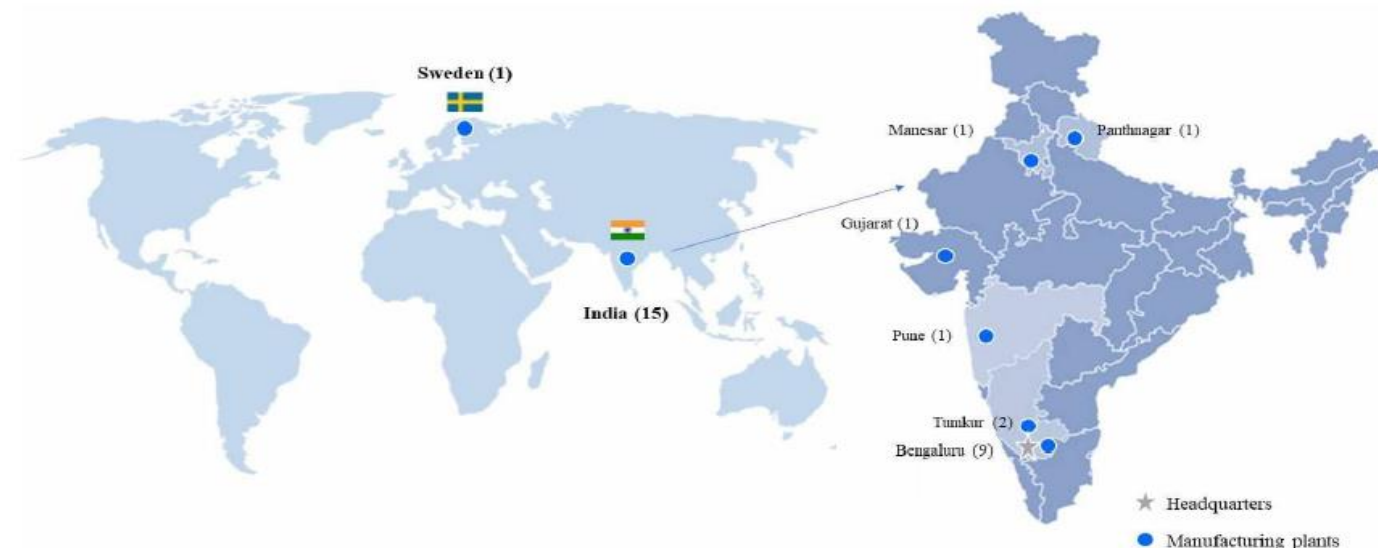 Sweden (1)
India (15)
Manesar (1)
Panthnagar (1)
Gujarat (1)
Pune (1)
Tumkur (2)
Bengaluru (9)
Headquarters
Manufacturing plants